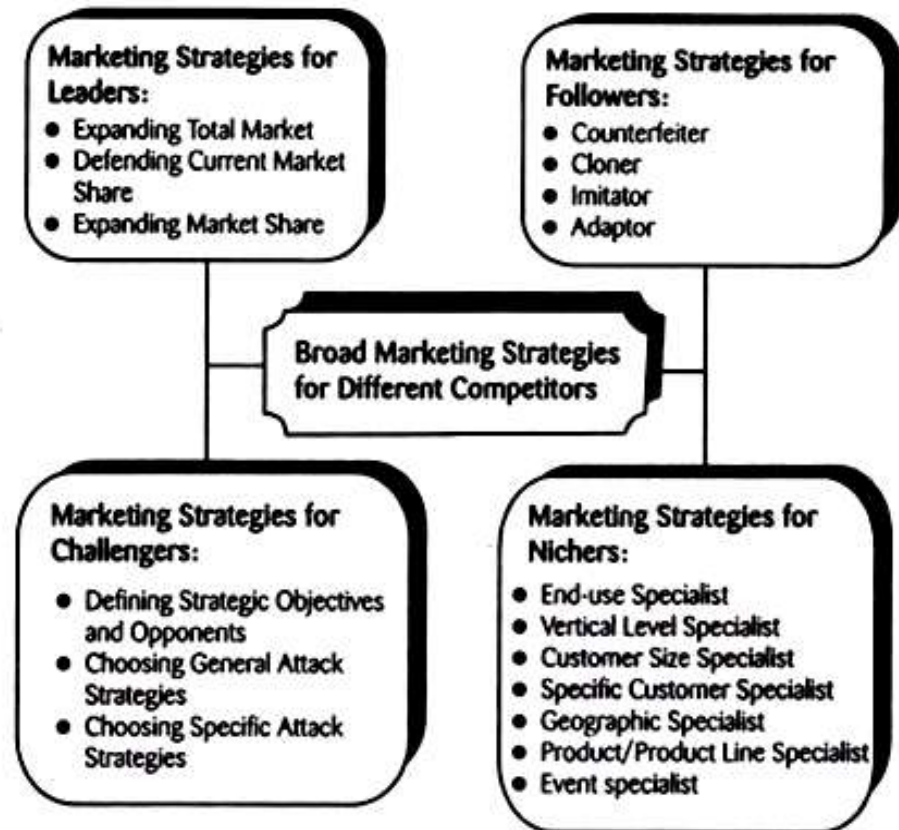 Marketing Strategies for
Leaders:
● Expanding Total Market
● Defending Current Market
Share
● Expanding Market Share
Marketing Strategies for
Followers:
● Counterfeiter
● Cloner
● Imitator
● Adaptor
Broad Marketing Strategies
for Different Competitors
Marketing Strategies for
Challengers:
● Defining Strategic Objectives
and Opponents
● Choosing General Attack
Strategies
● Choosing Specific Attack
Strategies
Marketing Strategies for
Nichers:
● End-use Specialist
● Vertical Level Specialist
● Customer Size Specialist
● Specific Customer Specialist
● Geographic Specialist
● Product/Product Line Specialist
● Event specialist